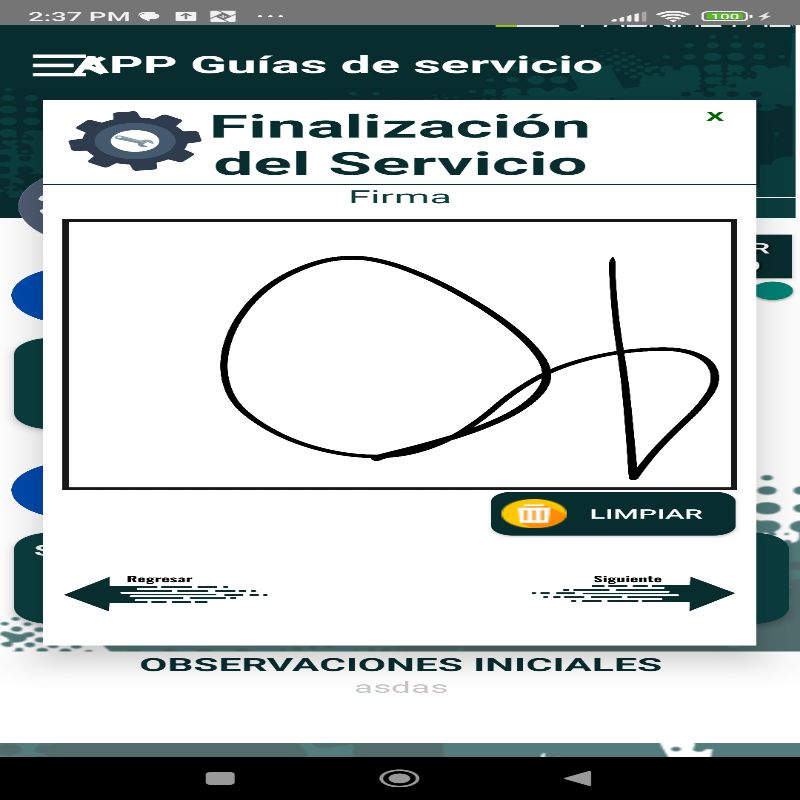 2:37 PM
100
APP Guías de servicio
Finalización
del Servicio
x
Firma
LIMPIAR
Regresar
Siguiente
OBSERVACIONES INICIALES
asdas